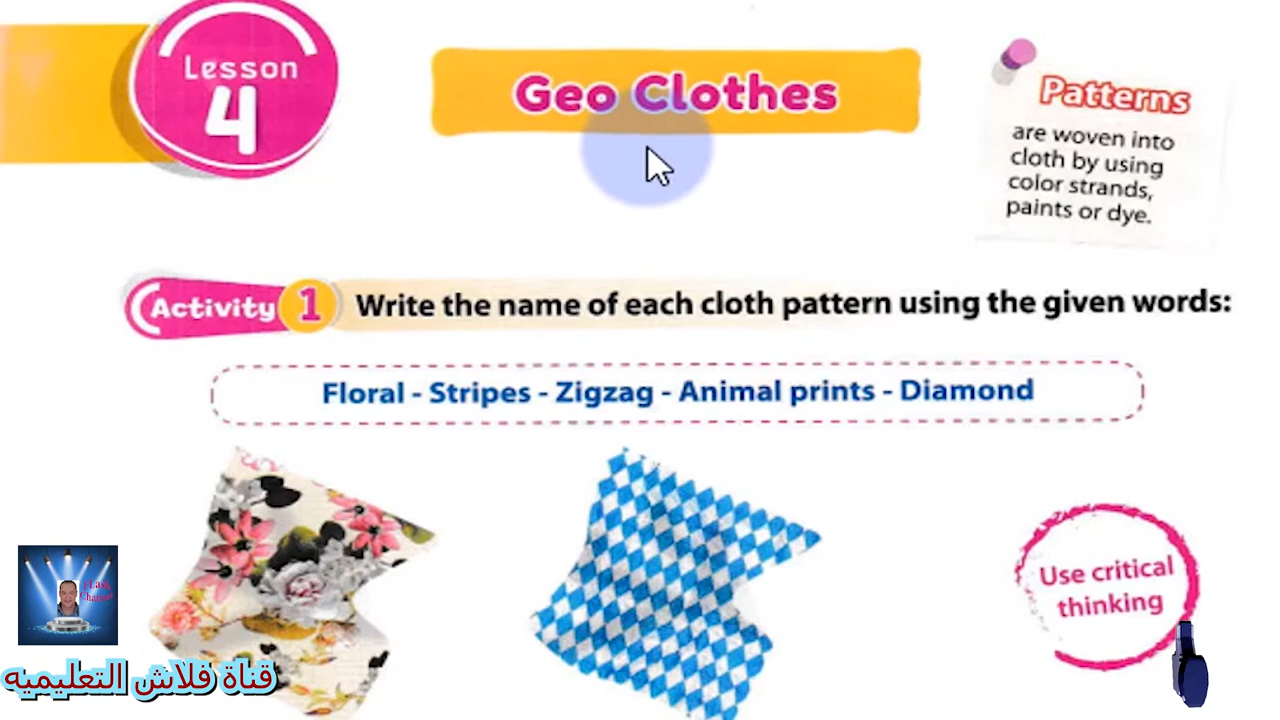 Lesson
4
Geo Clothes
Patterns
are woven into
cloth by using
color strands,
paints or dye.
Activity 1 Write the name of each cloth pattern using the given words:
Floral - Stripes - Zigzag - Animal prints - Diamond
Use critical
thinking
Flash
Channel
قناة فلاش التعليميه